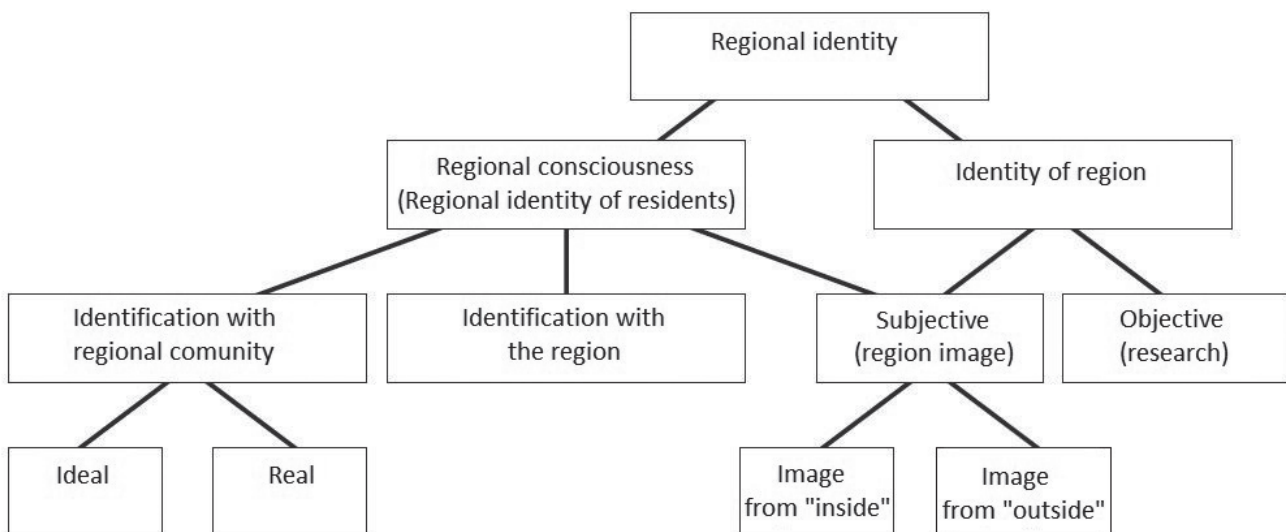 Regional identity
Regional consciousness
(Regional identity of residents)
Identity of region
Identification with
regional comunity
Identification with
the region
Subjective
(region image)
Objective
(research)
Ideal
Real
Image
from "inside"
Image
from "outside"